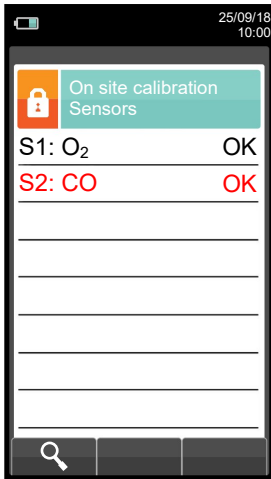 25/09/18
10:00
On site calibration
Sensors
S1: O₂ OK
S2: CO OK